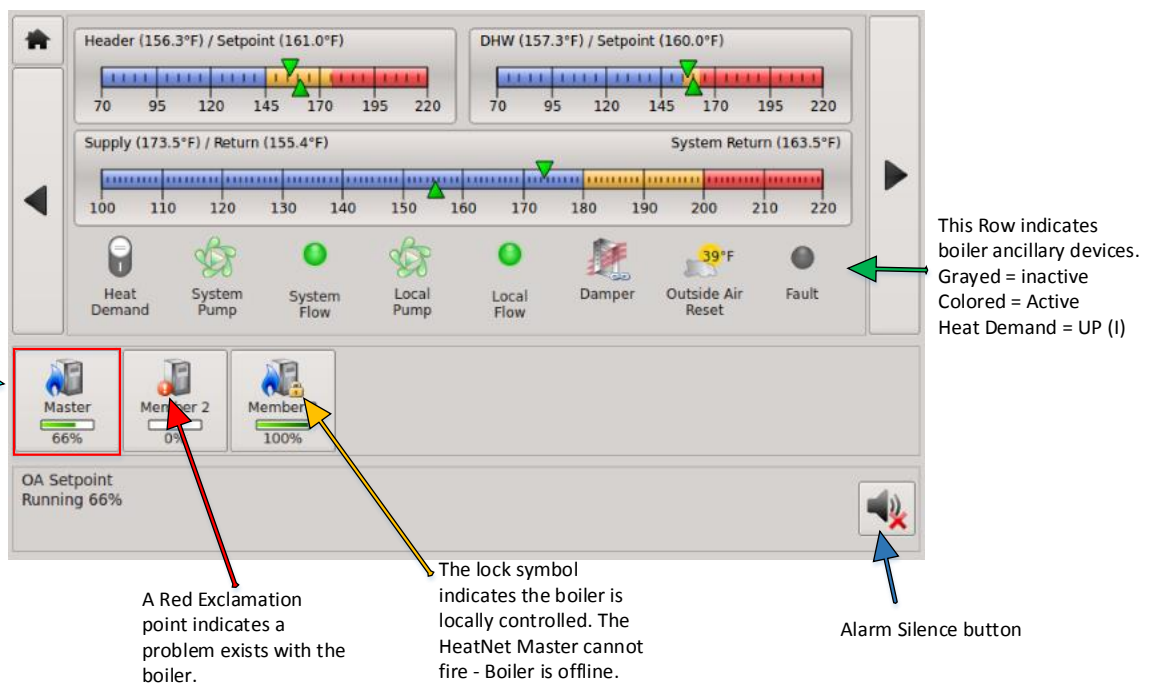 Header (156.3°F) / Setpoint (161.0°F)
70 95 120 145 170 195 220
DHW (157.3°F) / Setpoint (160.0°F)
70 95 120 145 170 195 220
Supply (173.5°F) / Return (155.4°F)
System Return (163.5°F)
100 110 120 130 140 150 160 170 180 190 200 210 220
39°F
Heat
Demand
System
Pump
System
Flow
Local
Pump
Local
Flow
Damper
Outside Air
Reset
Fault
This Row indicates
boiler ancillary devices.
Grayed = inactive
Colored = Active
Heat Demand = UP (I)
Master
66%
Member 2
0%
Member
100%
OA Setpoint
Running 66%
A Red Exclamation
point indicates a
problem exists with the
boiler.
The lock symbol
indicates the boiler is
locally controlled. The
HeatNet Master cannot
fire - Boiler is offline.
Alarm Silence button